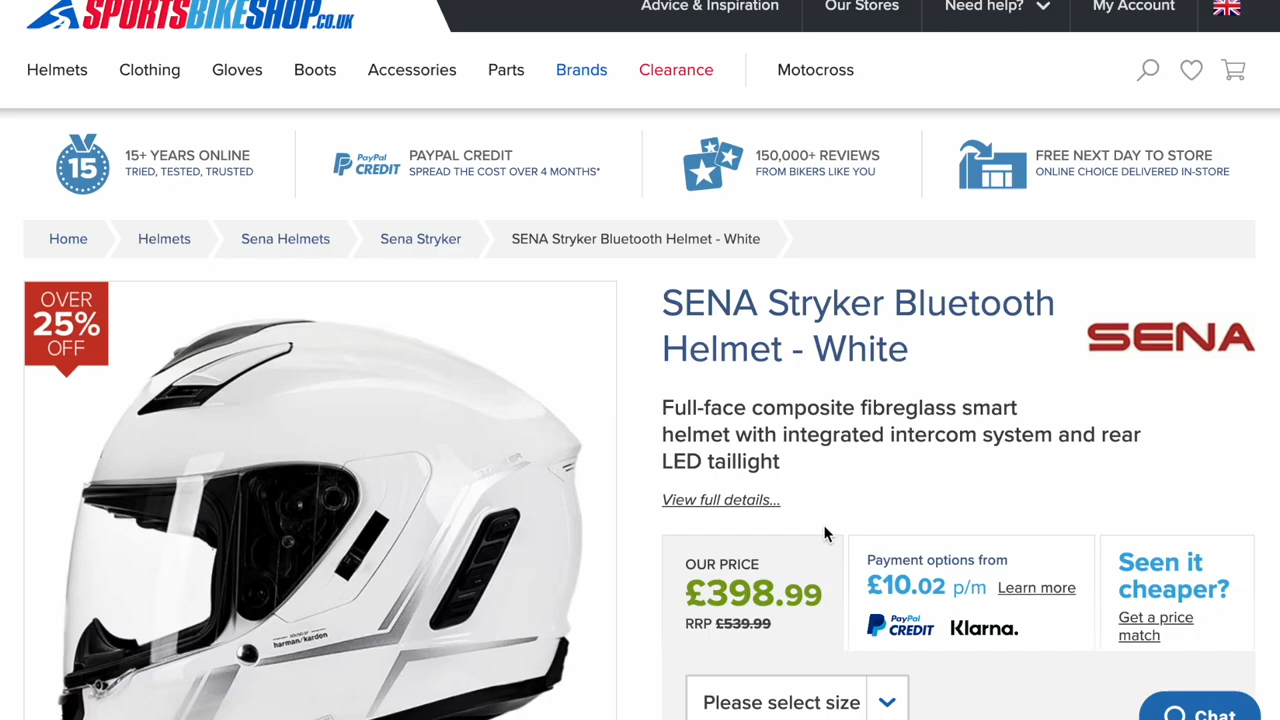 SPORTSBIKESHOP.CO.UK
Advice & Inspiration
Our Stores
Need help?
My Account
Helmets
Clothing
Gloves
Boots
Accessories
Parts
Brands
Clearance
Motocross
15
15+ YEARS ONLINE
TRIED, TESTED, TRUSTED
PayPal
CREDIT
PAYPAL CREDIT
SPREAD THE COST OVER 4 MONTHS*
150,000+ REVIEWS
FROM BIKERS LIKE YOU
FREE NEXT DAY TO STORE
ONLINE CHOICE DELIVERED IN-STORE
Home
Helmets
Sena Helmets
Sena Stryker
SENA Stryker Bluetooth Helmet - White
OVER
25%
OFF
STRYKER
SOUND BY
harman/kardon
SENA Stryker Bluetooth
Helmet - White
SENA
Full-face composite fibreglass smart
helmet with integrated intercom system and rear
LED taillight
View full details...
OUR PRICE
£398.99
RRP £539.99
Payment options from
£10.02 p/m Learn more
PayPal
CREDIT
Klarna.
Seen it
cheaper?
Get a price
match
Please select size
Chat